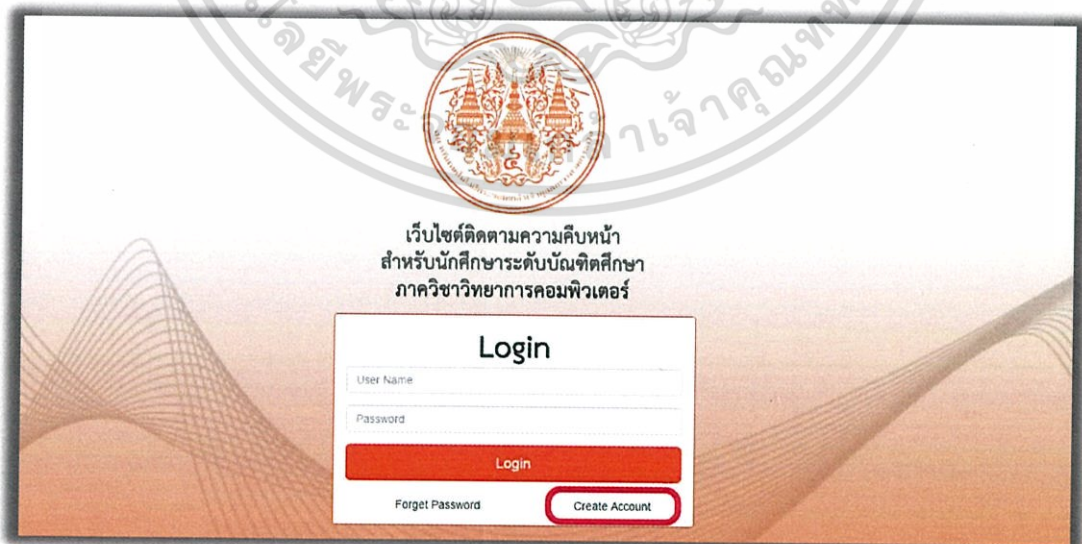 เว็บไซต์ติดตามความคืบหน้า
สำหรับนักศึกษาระดับบัณฑิตศึกษา
ภาควิชาวิทยาการคอมพิวเตอร์
Login
User Name
Password
Login
Forget Password
Create Account